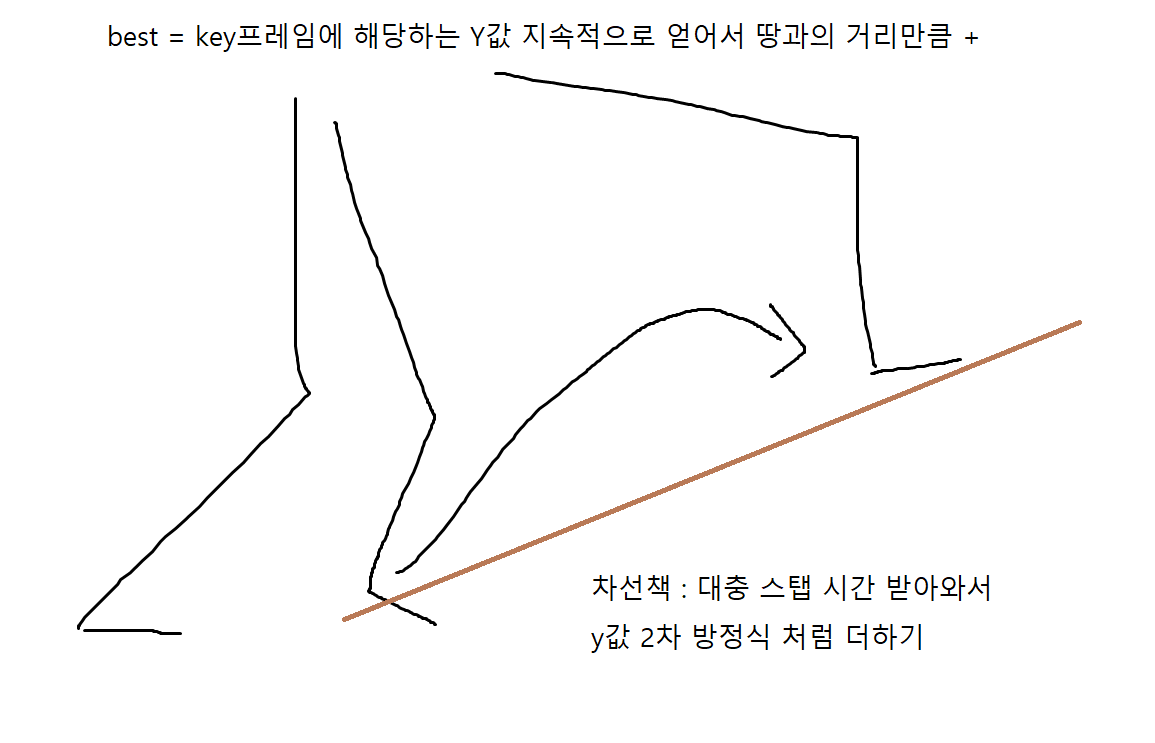 best = key프레임에 해당하는 Y값 지속적으로 얻어서 땅과의 거리만큼 +
차선책 : 대충 스탭 시간 받아와서
y값 2차 방정식 처럼 더하기